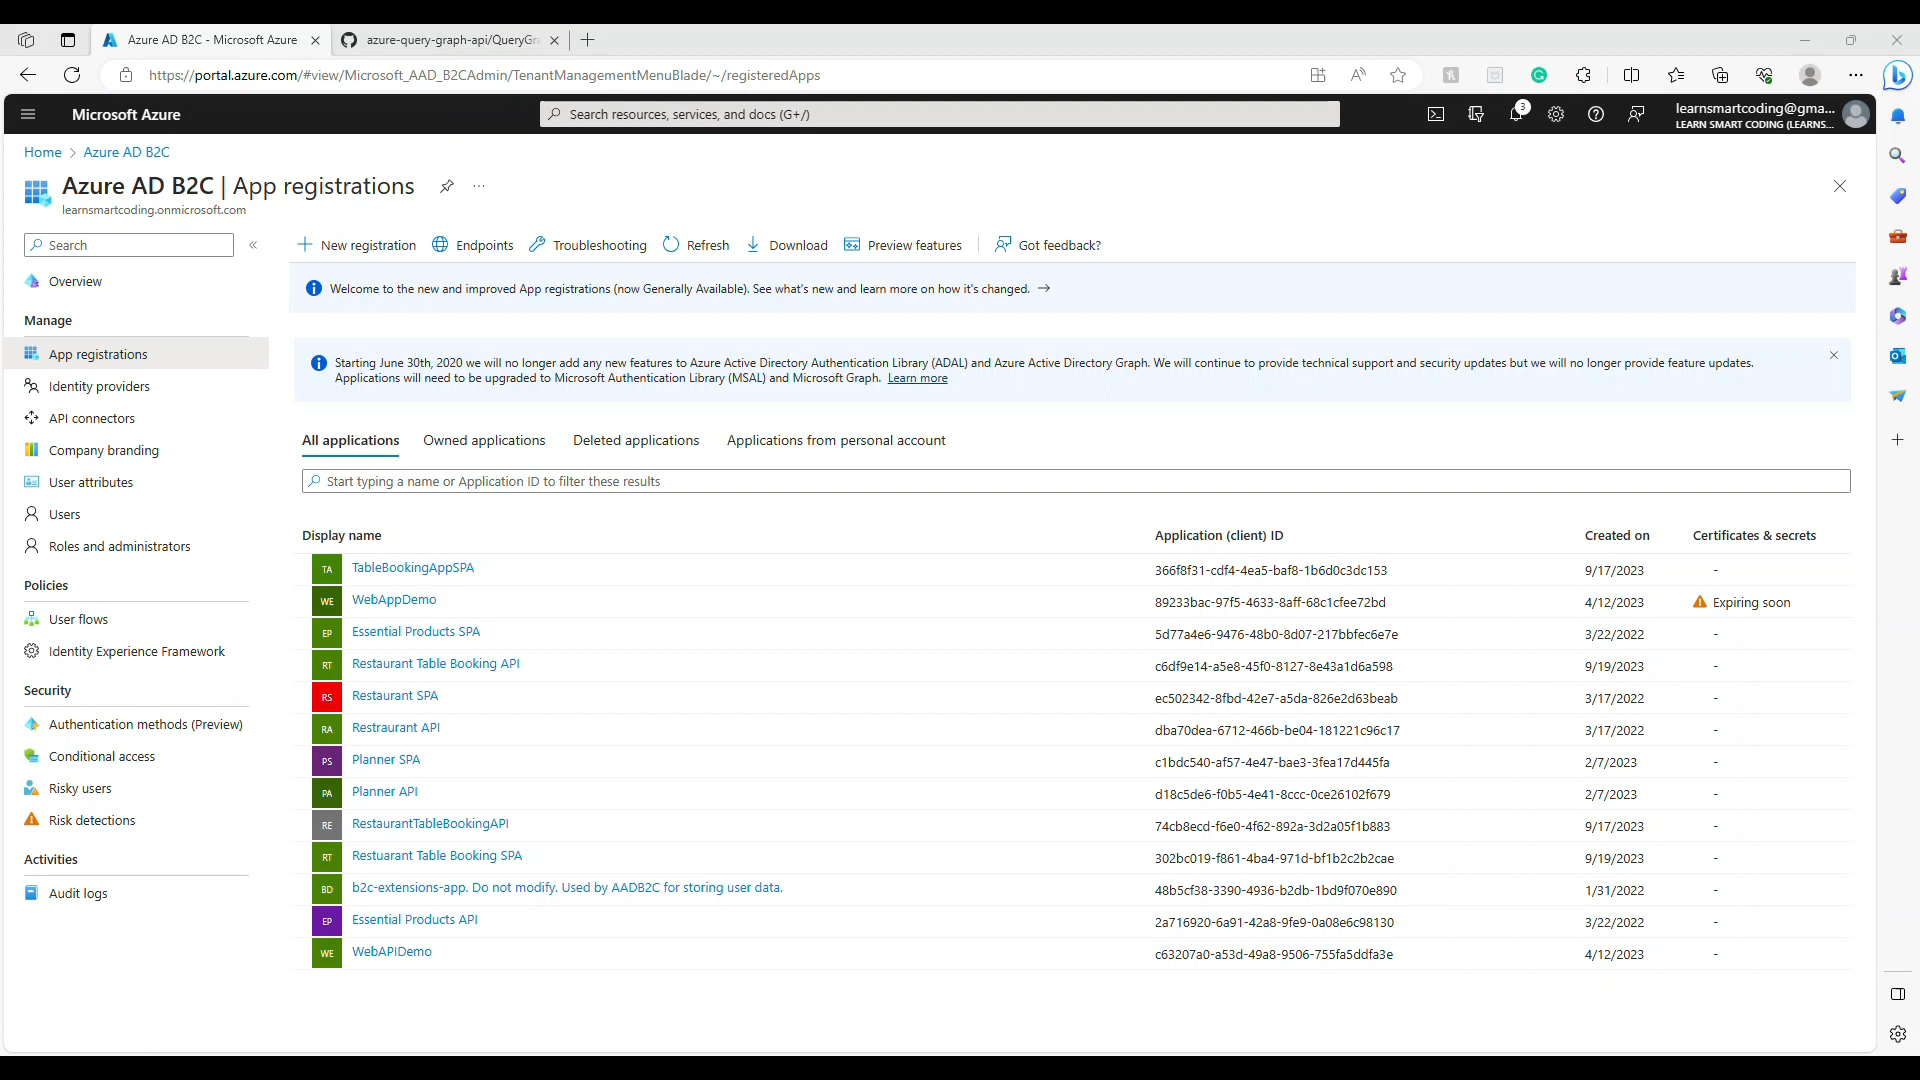 Azure AD B2C - Microsoft Azure
azure-query-graph-api/QueryGra
https://portal.azure.com/#view/Microsoft_AAD_B2CAdmin/TenantManagementMenuBlade/~/registeredApps
Microsoft Azure
Search resources, services, and docs (G+/)
3
learnsmartcoding@gma...
LEARN SMART CODING (LEARNS...
Home > Azure AD B2C
Azure AD B2C | App registrations
learnsmartcoding.onmicrosoft.com
Search
New registration
Endpoints
Troubleshooting
Refresh
Download
Preview features
Got feedback?
Overview
Manage
App registrations
Identity providers
API connectors
Company branding
User attributes
Users
Roles and administrators
Policies
User flows
Identity Experience Framework
Security
Authentication methods (Preview)
Conditional access
Risky users
Risk detections
Activities
Audit logs
Welcome to the new and improved App registrations (now Generally Available). See what's new and learn more on how it's changed.
Starting June 30th, 2020 we will no longer add any new features to Azure Active Directory Authentication Library (ADAL) and Azure Active Directory Graph. We will continue to provide technical support and security updates but we will no longer provide feature updates.
Applications will need to be upgraded to Microsoft Authentication Library (MSAL) and Microsoft Graph. Learn more
All applications
Owned applications
Deleted applications
Applications from personal account
Start typing a name or Application ID to filter these results
Display name Application (client) ID Created on Certificates & secrets
TA TableBookingAppSPA 366f8f31-cdf4-4ea5-baf8-1b6d0c3dc153 9/17/2023 -
WE WebAppDemo 89233bac-97f5-4633-8aff-68c1cfee72bd 4/12/2023 Expiring soon
EP Essential Products SPA 5d77a4e6-9476-48b0-8d07-217bbfec6e7e 3/22/2022 -
RT Restaurant Table Booking API c6df9e14-a5e8-45f0-8127-8e43a1d6a598 9/19/2023 -
RS Restaurant SPA ec502342-8fbd-42e7-a5da-826e2d63beab 3/17/2022 -
RA Restraurant API dba70dea-6712-466b-be04-181221c96c17 3/17/2022 -
PS Planner SPA c1bdc540-af57-4e47-bae3-3fea17d445fa 2/7/2023 -
PA Planner API d18c5de6-f0b5-4e41-8ccc-0ce26102f679 2/7/2023 -
RE RestaurantTableBookingAPI 74cb8ecd-f6e0-4f62-892a-3d2a05f1b883 9/17/2023 -
RT Restuarant Table Booking SPA 302bc019-f861-4ba4-971d-bf1b2c2b2cae 9/19/2023 -
BD b2c-extensions-app. Do not modify. Used by AADB2C for storing user data. 48b5cf38-3390-4936-b2db-1bd9f070e890 1/31/2022 -
EP Essential Products API 2a716920-6a91-42a8-9fe9-0a08e6c98130 3/22/2022 -
WE WebAPIDemo c63207a0-a53d-49a8-9506-755fa5ddfa3e 4/12/2023 -